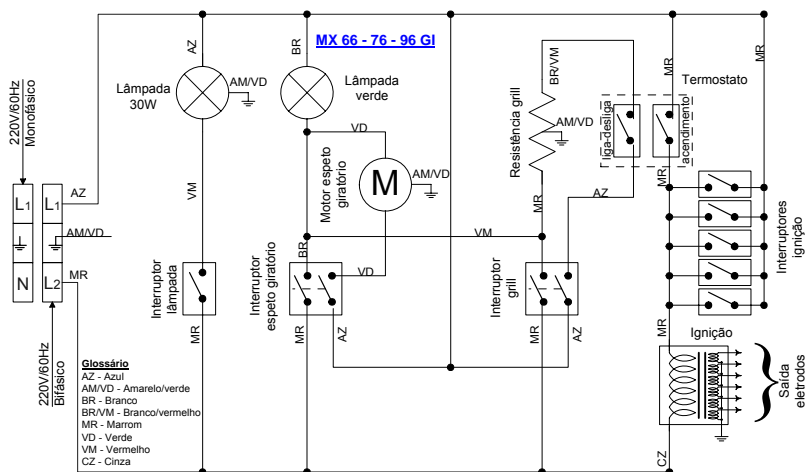 MX 66 - 76 - 96 GI
220V/60Hz
Monofásico
L1
N
L1
L2
AZ
AM/VD
MR
220V/60Hz
Bifásico
AZ
Lâmpada
30W
AM/VD
VM
Interruptor
lâmpada
MR
BR
Lâmpada
verde
VD
Motor espeto
giratório
M
AM/VD
BR
VD
Interruptor
espeto giratório
MR
AZ
VM
BR/VM
Resistência grill
AM/VD
MR
AZ
Interruptor
grill
MR
AZ
MR
MR
Termostato
liga-desliga
acendimento
MR
Interruptores
ignição
MR
Ignição
Saída
eletrodos
CZ
Glossário
AZ - Azul
AM/VD - Amarelo/verde
BR - Branco
BR/VM - Branco/vermelho
MR - Marrom
VD - Verde
VM - Vermelho
CZ - Cinza